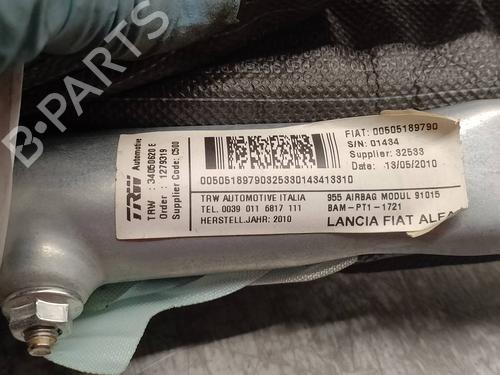 B-PARTS
TRW Automotive
TRW : 34050620 E
Order : 1279319
Supplier Code: C500
00505189790325330143413310
TRW AUTOMOTIVE ITALIA
TEL. 0039 011 6817 111
HERSTELL.JAHR: 2010
FIAT: 00505189790
S/N: 01434
Supplier: 32533
Date: 13/05/2010
955 AIRBAG MODUL 91015
BAM-PT1-1721
LANCIA FIAT ALFA